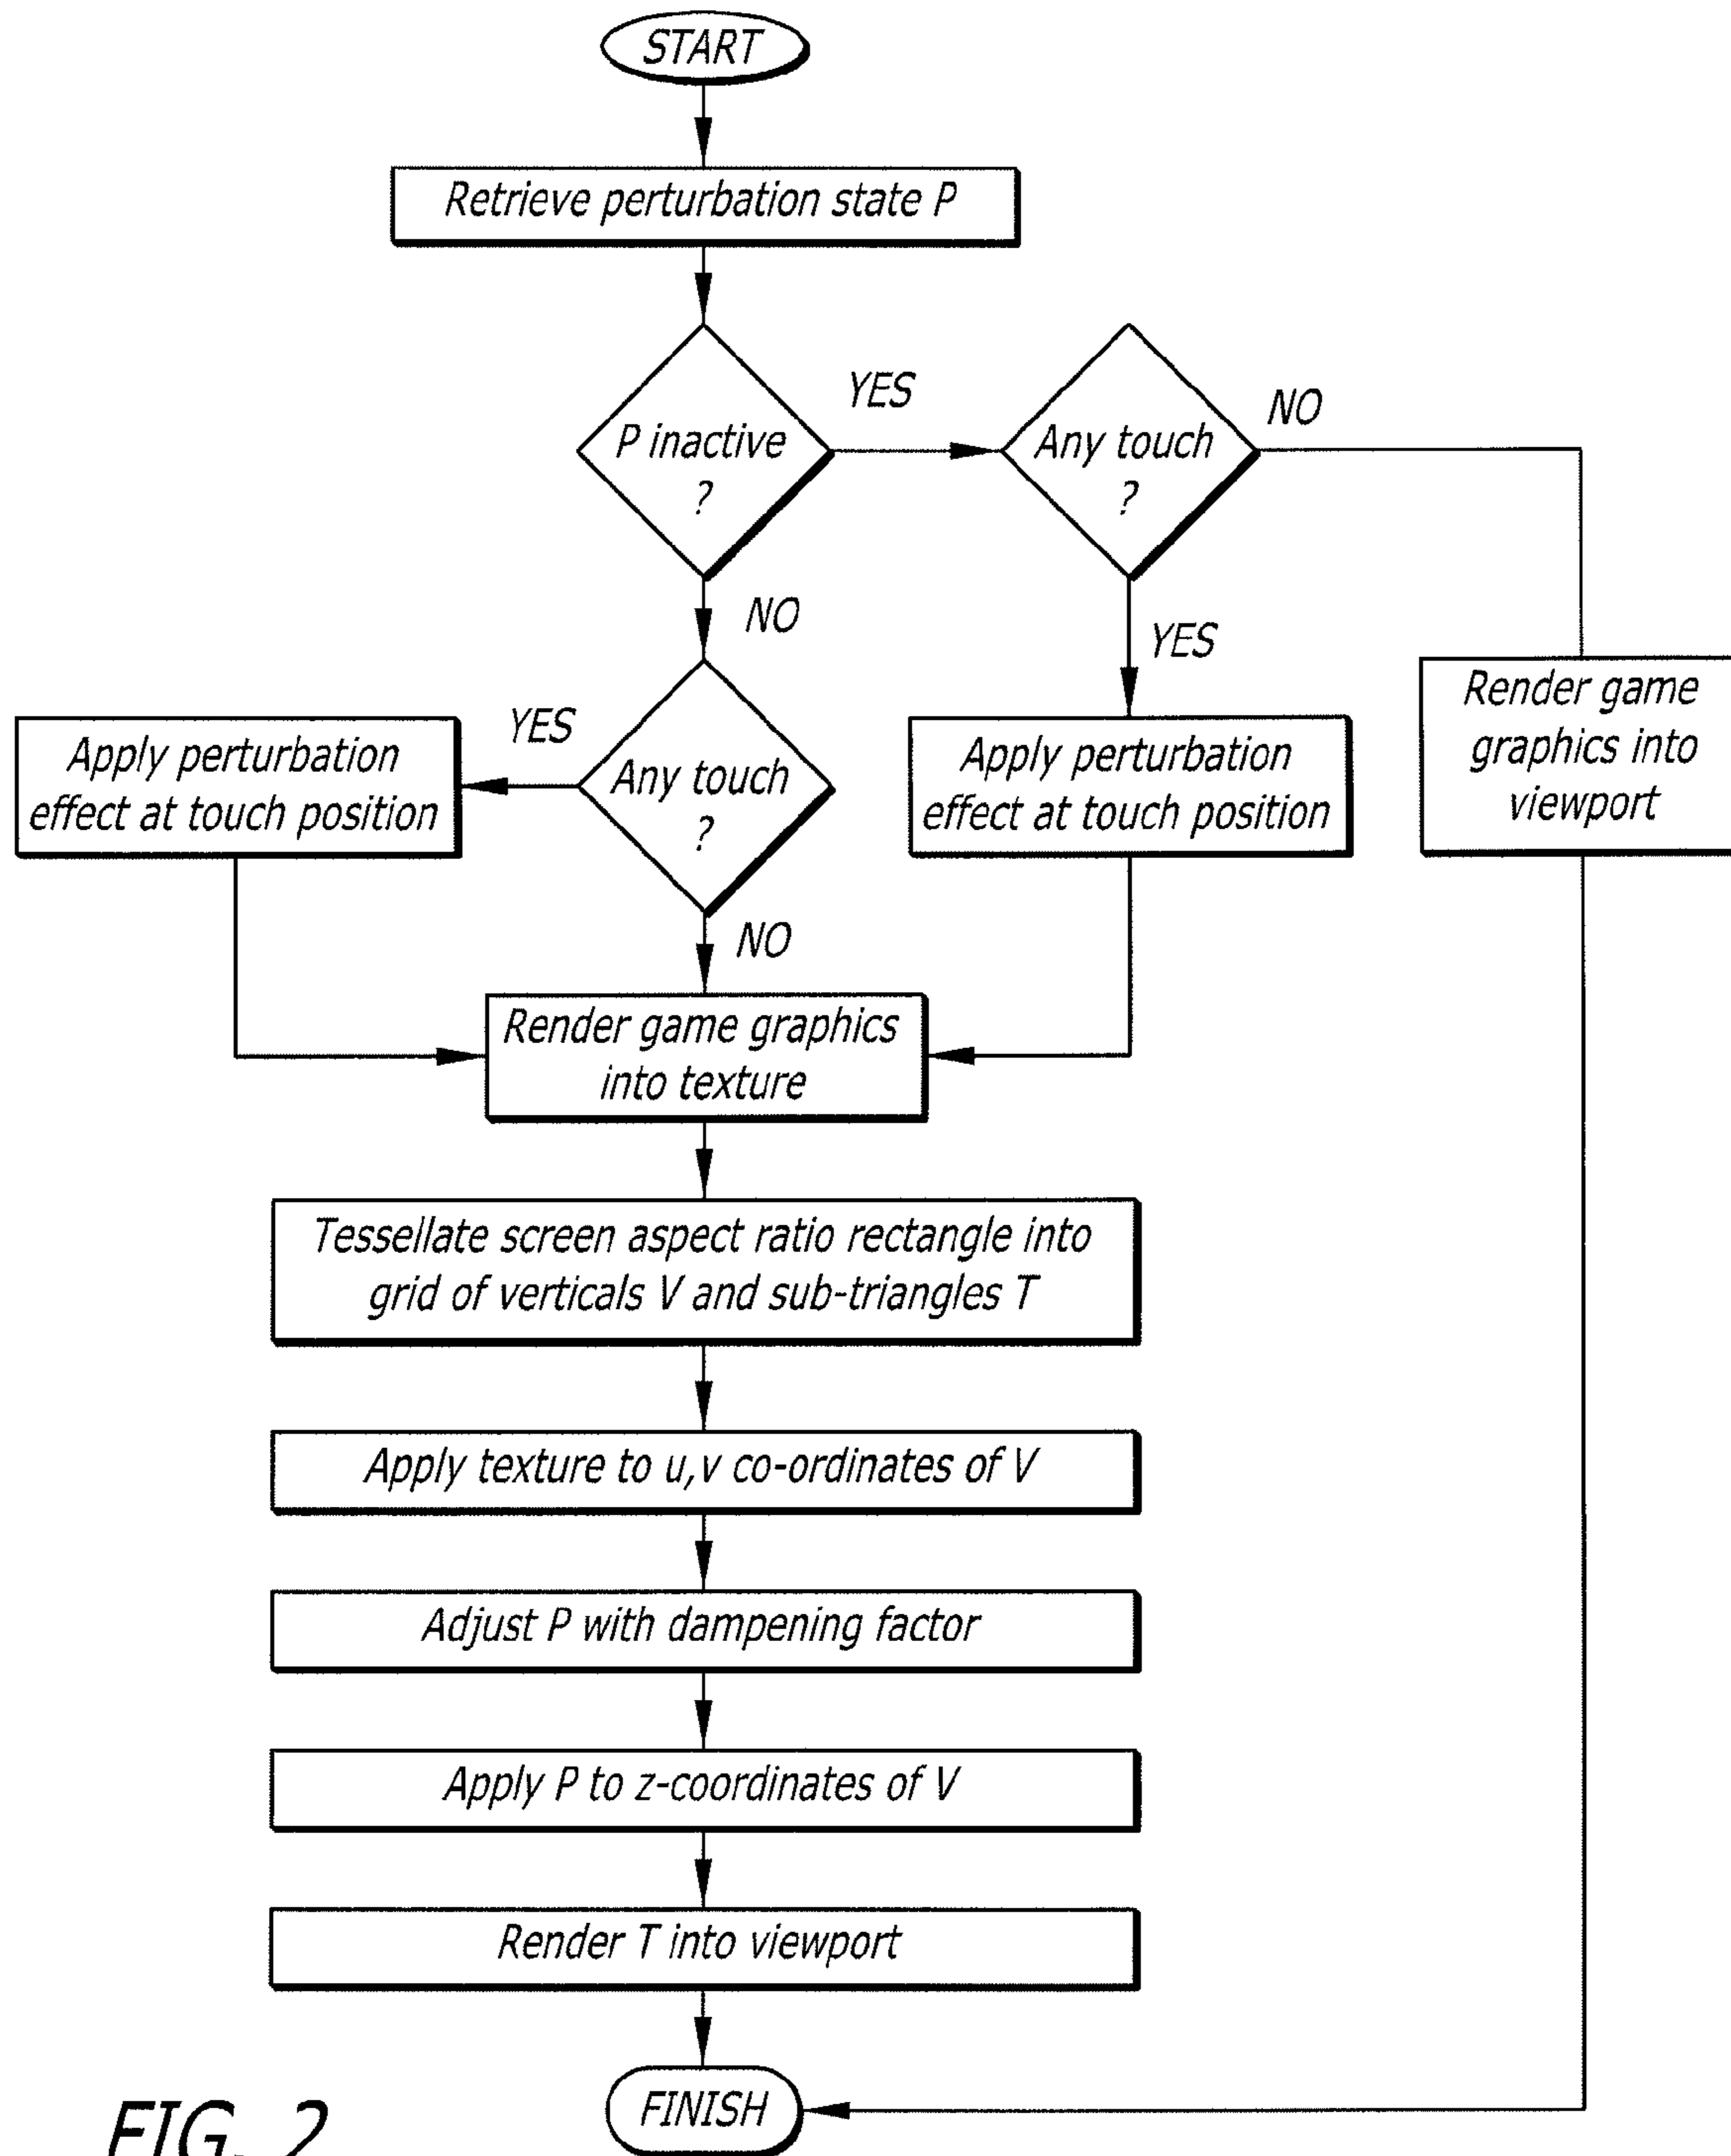 START
Retrieve perturbation state P
P inactive
?
YES
Any touch
?
NO
NO
YES
Render game
graphics into
viewport
Apply perturbation
effect at touch position
YES
Any touch
?
Apply perturbation
effect at touch position
NO
Render game graphics
into texture
Tessellate screen aspect ratio rectangle into
grid of verticals V and sub-triangles T
Apply texture to u,v co-ordinates of V
Adjust P with dampening factor
Apply P to z-coordinates of V
Render T into viewport
FINISH
FIG. 2